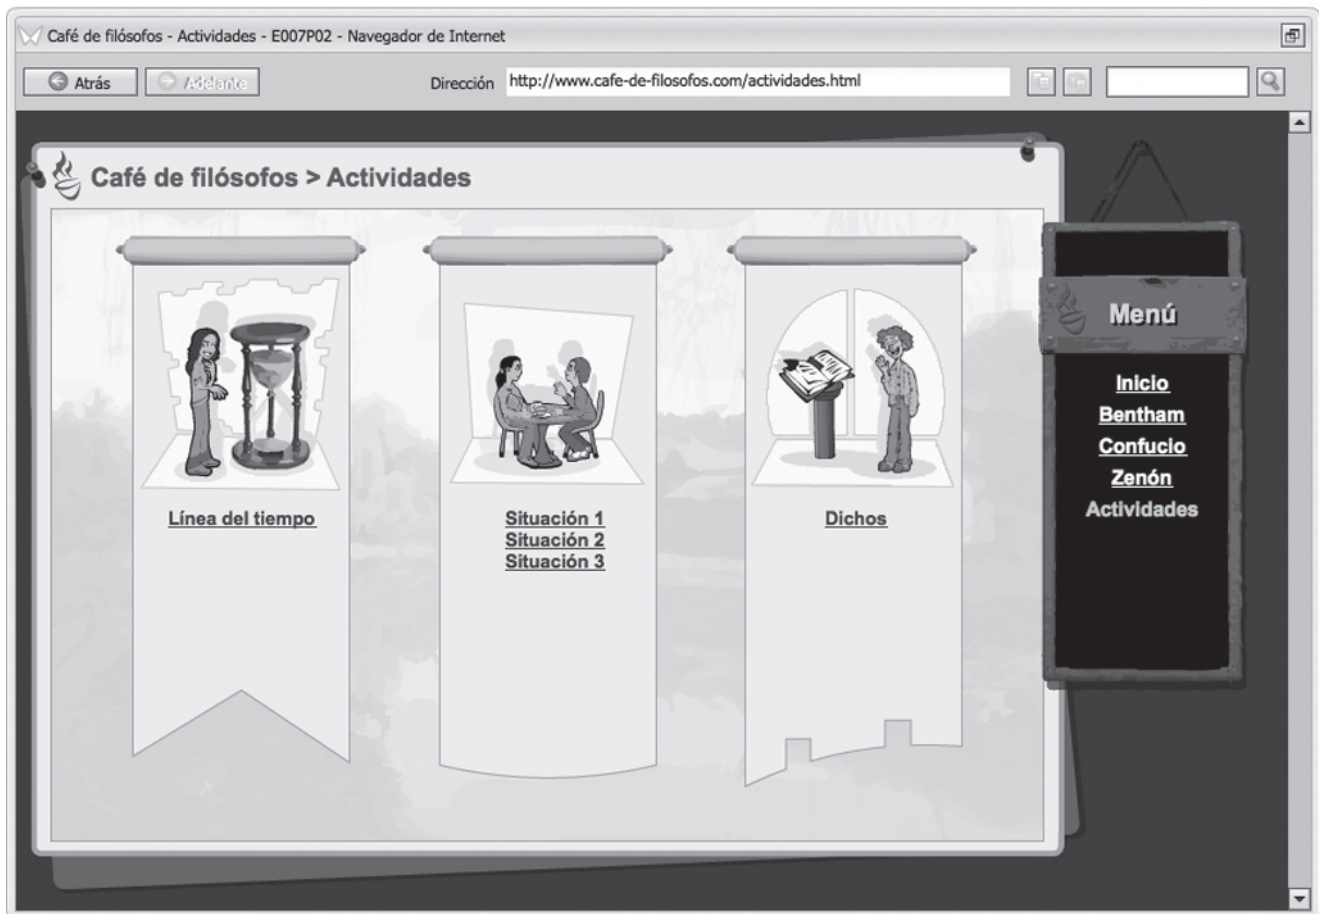 Café de filósofos - Actividades - E007P02 - Navegador de Internet
Atrás Adelante Dirección http://www.cafe-de-filosofos.com/actividades.html
Café de filósofos > Actividades
Línea del tiempo
Situación 1
Situación 2
Situación 3
Dichos
Menú
Inicio
Bentham
Confucio
Zenón
Actividades